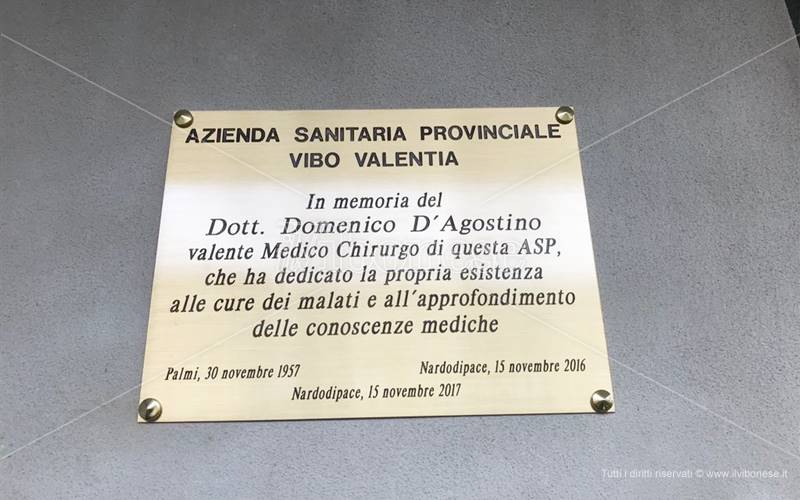 AZIENDA SANITARIA PROVINCIALE
VIBO VALENTIA
In memoria del
Dott. Domenico D'Agostino
valente Medico Chirurgo di questa ASP,
che ha dedicato la propria esistenza
alle cure dei malati e all'approfondimento
delle conoscenze mediche
Palmi, 30 novembre 1957 Nardodipace, 15 novembre 2016
Nardodipace, 15 novembre 2017
Tutti i diritti riservati © www.ilvibonese.it